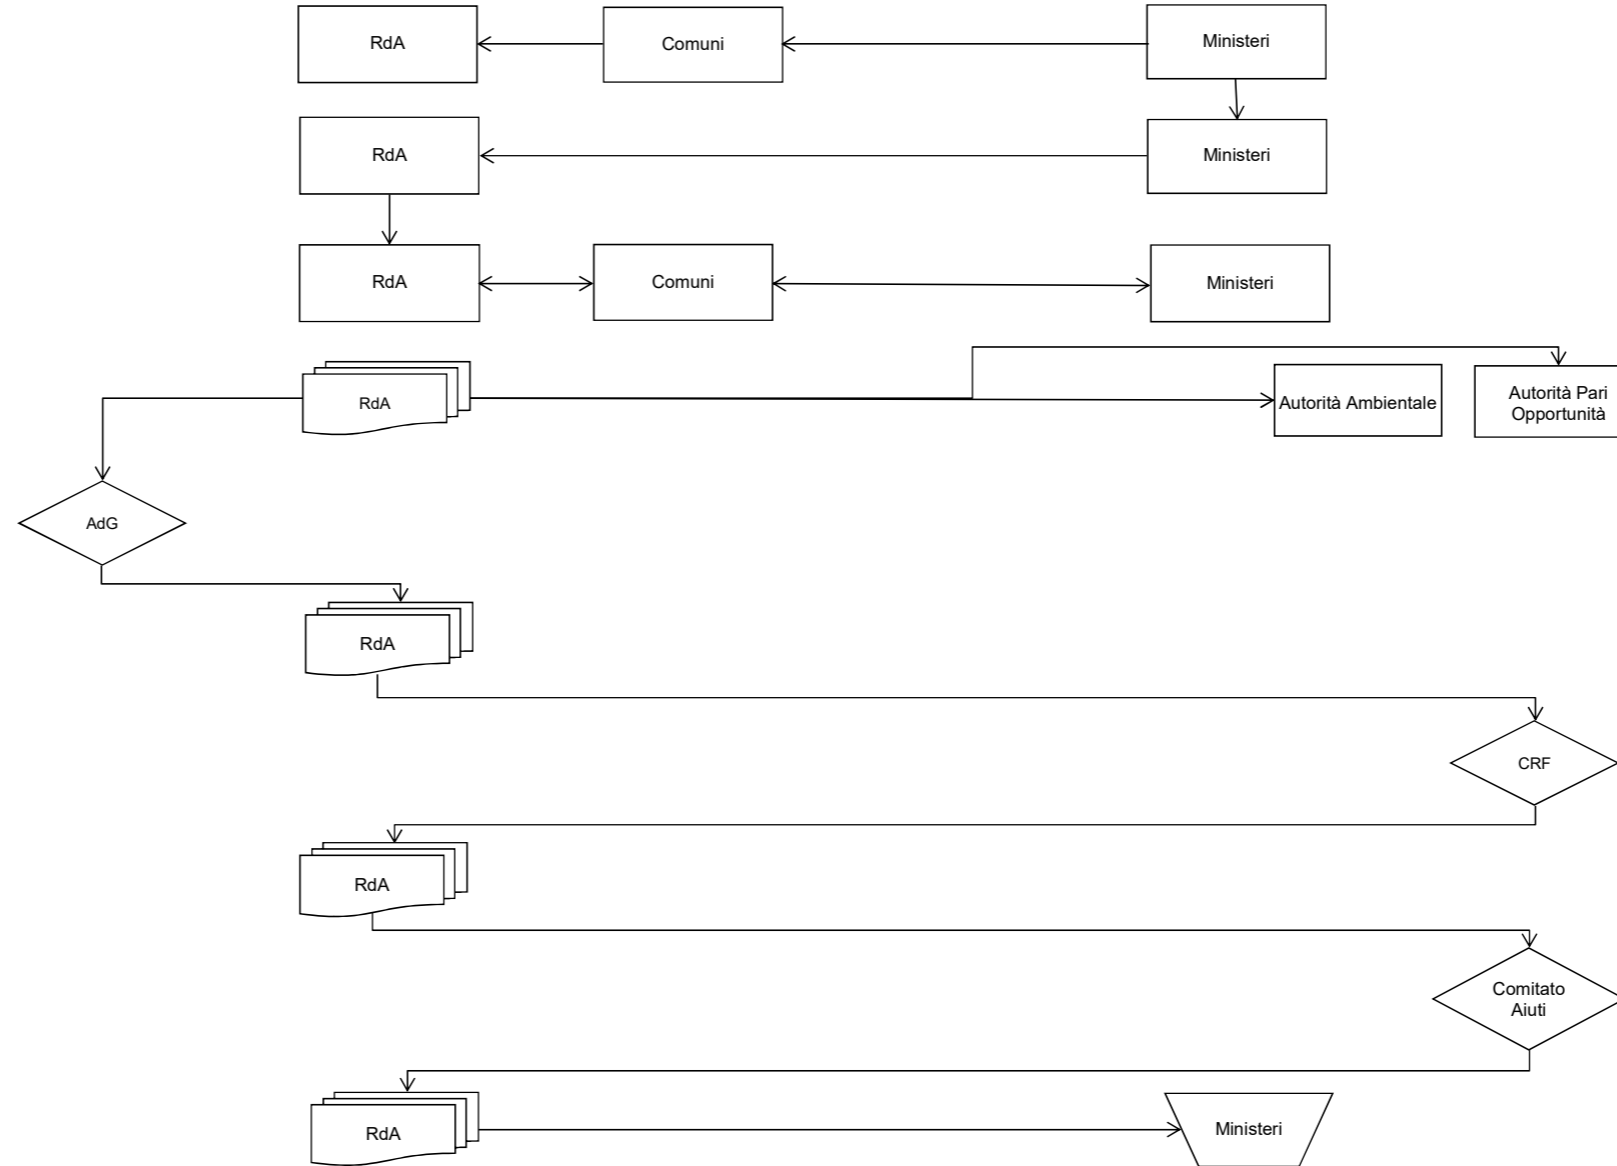 RdA
Comuni
Ministeri
RdA
Ministeri
RdA
Comuni
Ministeri
RdA
Autorità Ambientale
Autorità Pari
Opportunità
AdG
RdA
CRF
RdA
Comitato
Aiuti
RdA
Ministeri